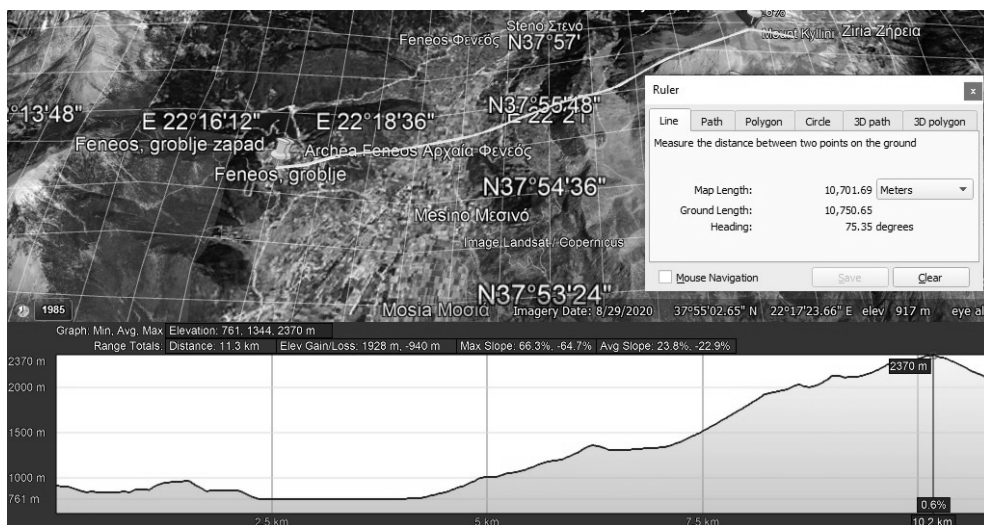 Steno Στενό
Feneos Φενεός N37°57'
Mount Kyllini Ziria Ζήρεια
2°13'48"
N37°55'48"
E 22°16'12" E 22°18'36" E 22°21'
Feneos, groblje zapad Archea Feneos Αρχαία Φενεός
Feneos, groblje
N37°54'36"
Mesino Μεσινό
Image Landsat / Copernicus
N37°53'24"
Mosia Μοσιά
1985 Imagery Date: 8/29/2020 37°55'02.65" N 22°17'23.66" E elev 917 m eye al
Ruler x
Line Path Polygon Circle 3D path 3D polygon
Measure the distance between two points on the ground
Map Length: 10,701.69 Meters
Ground Length: 10,750.65
Heading: 75.35 degrees
Mouse Navigation Save Clear
Graph: Min, Avg, Max Elevation: 761, 1344, 2370 m
Range Totals: Distance: 11.3 km Elev Gain/Loss: 1928 m, -940 m Max Slope: 66.3%, -64.7% Avg Slope: 23.8%, -22.9%
2370 m
2370 m
2000 m
1500 m
1000 m
761 m
0.6%
2.5 km 5 km 7.5 km 10.2 km